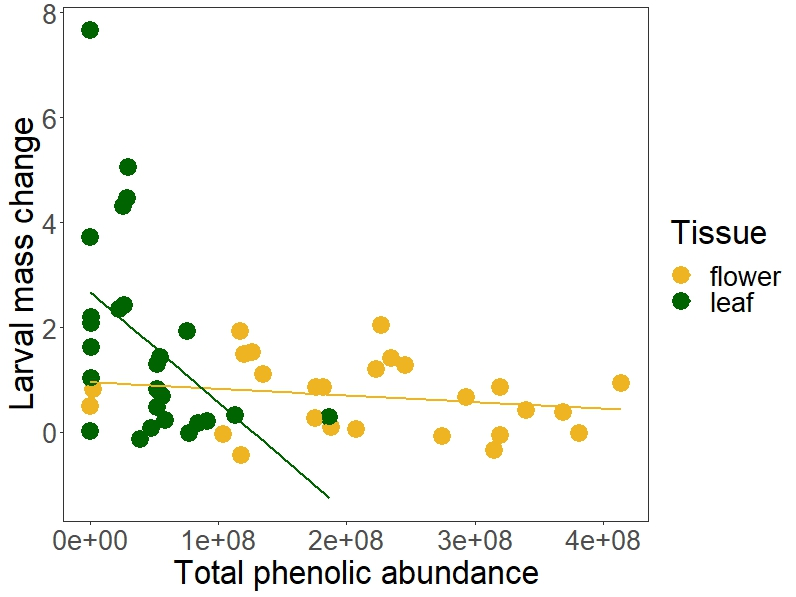 8
6
4
2
0
Larval mass change
0e+00 1e+08 2e+08 3e+08 4e+08
Total phenolic abundance
Tissue
flower
leaf